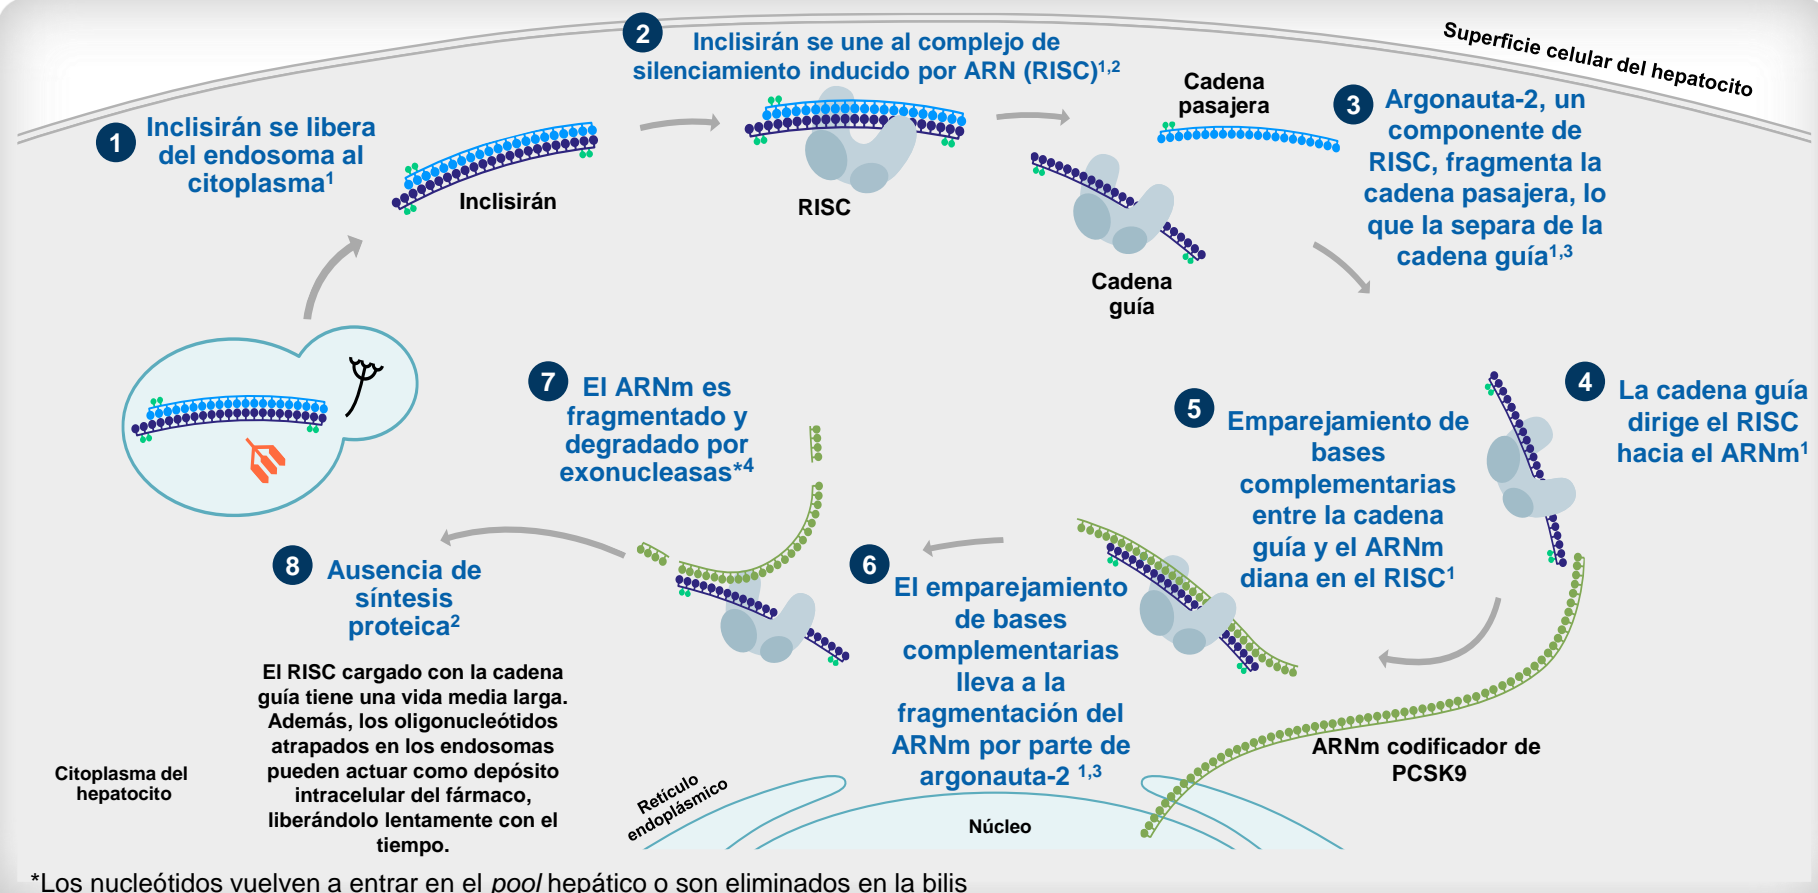 Superficie celular del hepatocito
1
Inclisirán se libera
del endosoma al
citoplasma1
Inclisirán
2
Inclisirán se une al complejo de
silenciamiento inducido por ARN (RISC)1,2
RISC
Cadena
pasajera
Cadena
guía
3
Argonauta-2, un
componente de
RISC, fragmenta la
cadena pasajera, lo
que la separa de la
cadena guía1,3
4
La cadena guía
dirige el RISC
hacia el ARNm1
5
Emparejamiento de
bases
complementarias
entre la cadena
guía y el ARNm
diana en el RISC1
ARNm codificador de
PCSK9
6
El emparejamiento
de bases
complementarias
lleva a la
fragmentación del
ARNm por parte de
argonauta-2 1,3
7
El ARNm es
fragmentado y
degradado por
exonucleasas*4
8
Ausencia de
síntesis
proteica2
El RISC cargado con la cadena
guía tiene una vida media larga.
Además, los oligonucleótidos
atrapados en los endosomas
pueden actuar como depósito
intracelular del fármaco,
liberándolo lentamente con el
tiempo.
Citoplasma del
hepatocito
Retículo
endoplásmico
Núcleo
*Los nucleótidos vuelven a entrar en el pool hepático o son eliminados en la bilis